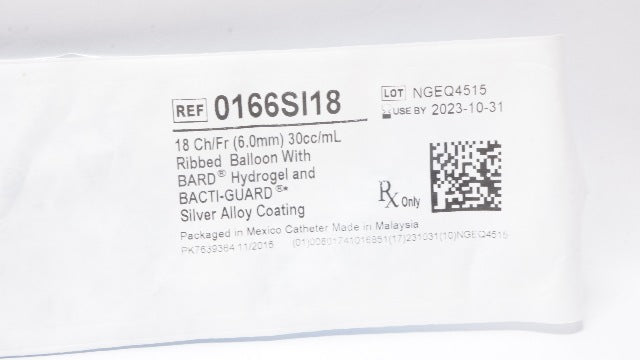 REF 0166SI18
LOT NGEQ4515
USE BY 2023-10-31
18 Ch/Fr (6.0mm) 30cc/mL
Ribbed Balloon With
BARD® Hydrogel and
BACTI-GUARD®*
Silver Alloy Coating
Rx Only
Packaged in Mexico Catheter Made in Malaysia
PK7639364 11/2015 (01)00801741016951(17)231031(10)NGEQ4515